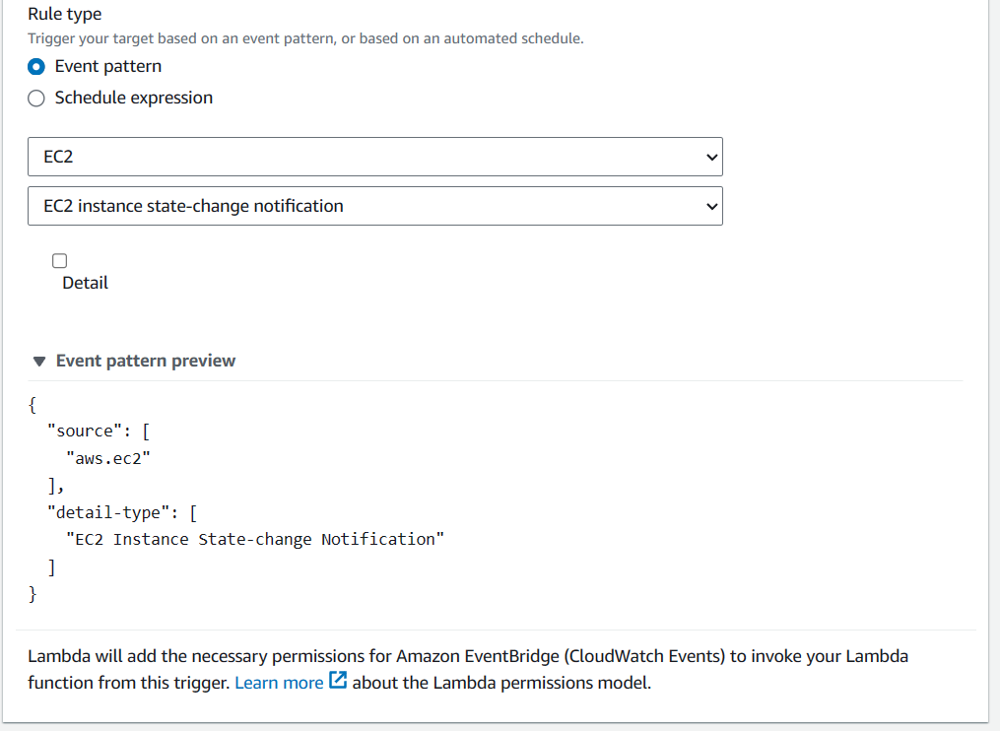 Rule type
Trigger your target based on an event pattern, or based on an automated schedule.
Event pattern
Schedule expression
EC2
EC2 instance state-change notification
Detail
Event pattern preview
{
  "source": [
    "aws.ec2"
  ],
  "detail-type": [
    "EC2 Instance State-change Notification"
  ]
}
Lambda will add the necessary permissions for Amazon EventBridge (CloudWatch Events) to invoke your Lambda
function from this trigger. Learn more about the Lambda permissions model.